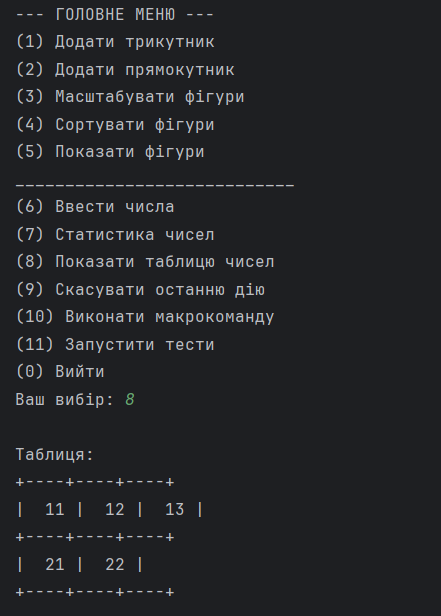 --- ГОЛОВНЕ МЕНЮ ---
(1) Додати трикутник
(2) Додати прямокутник
(3) Масштабувати фігури
(4) Сортувати фігури
(5) Показати фігури
____________________________
(6) Ввести числа
(7) Статистика чисел
(8) Показати таблицю чисел
(9) Скасувати останню дію
(10) Виконати макрокоманду
(11) Запустити тести
(0) Вийти
Ваш вибір: 8
Таблиця:
+----+----+----+
|  11 |  12 |  13 |
+----+----+----+
|  21 |  22 |
+----+----+----+